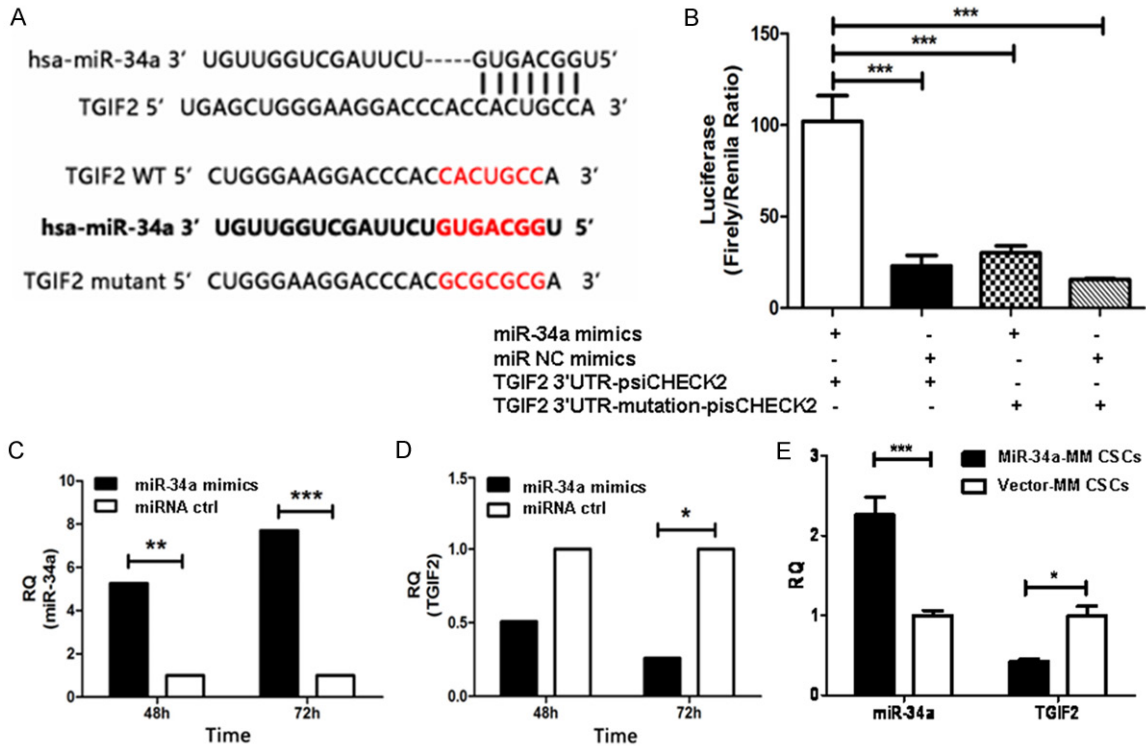 A
hsa-miR-34a 3' UGUUGGUCGAUUCU-----GUGACGGU5'
TGIF2 5' UGAGCUGGGAAGGACCCACCACUGCCA 3'
TGIF2 WT 5' CUGGGAAGGACCCACCACUGCCA 3'
hsa-miR-34a 3' UGUUGGUCGAUUCUGUGACGGU 5'
TGIF2 mutant 5' CUGGGAAGGACCCACGCGCGCGA 3'
B
Luciferase
(Firely/Renila Ratio)
150
100
50
0
***
***
***
miR-34a mimics + - + -
miR NC mimics - + - +
TGIF2 3'UTR-psiCHECK2 + + - -
TGIF2 3'UTR-mutation-pisCHECK2 - - + +
C
RQ
(miR-34a)
10
8
6
4
2
0
miR-34a mimics
miRNA ctrl
**
***
48h 72h
Time
D
RQ
(TGIF2)
1.5
1.0
0.5
0.0
miR-34a mimics
miRNA ctrl
*
48h 72h
Time
E
RQ
3
2
1
0
MiR-34a-MM CSCs
Vector-MM CSCs
***
*
miR-34a TGIF2